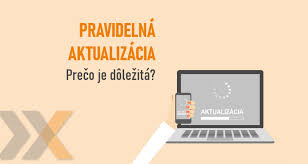 PRAVIDELNÁ
AKTUALIZÁCIA
Prečo je dôležitá?
AKTUALIZÁCIA